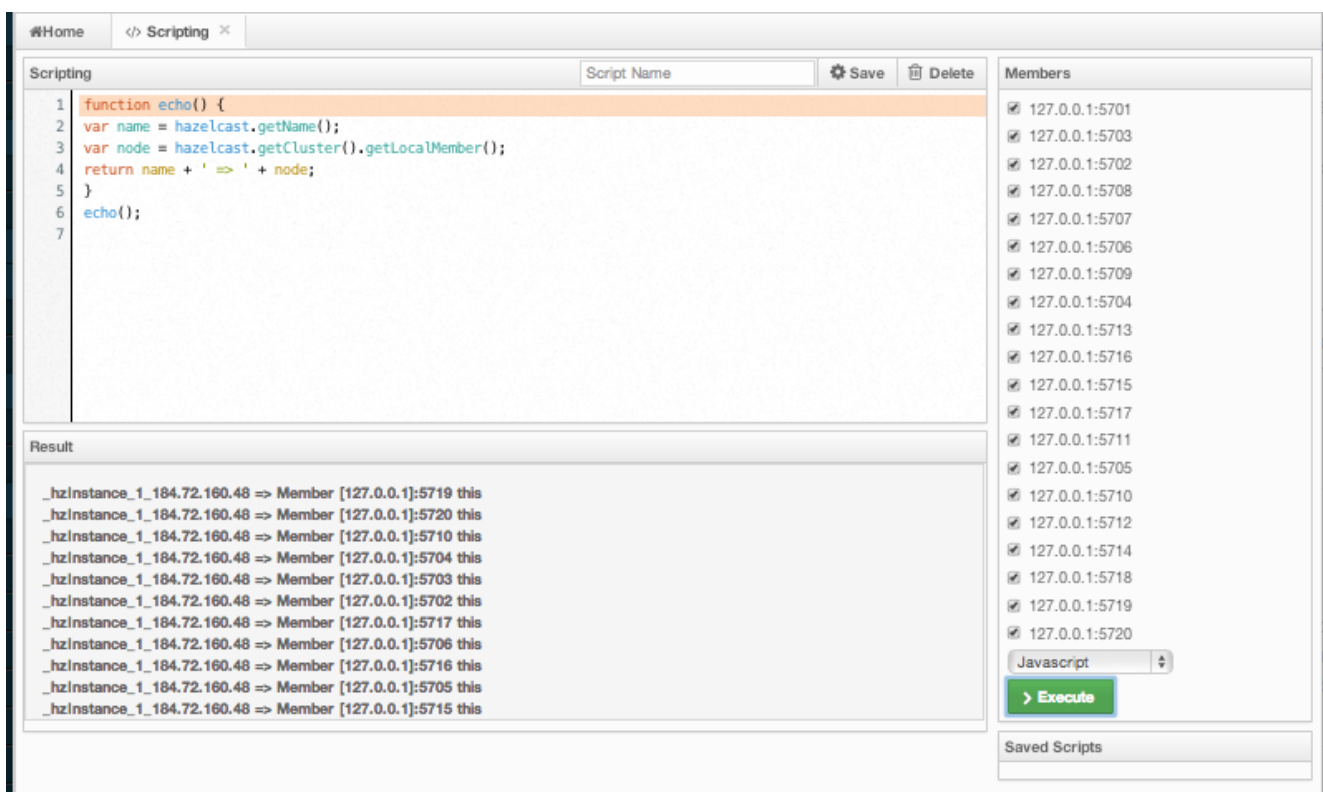 Home
</> Scripting ×
Scripting
Script Name
Save
Delete
1 function echo() {
2 var name = hazelcast.getName();
3 var node = hazelcast.getCluster().getLocalMember();
4 return name + ' => ' + node;
5 }
6 echo();
7
Result
_hzInstance_1_184.72.160.48 => Member [127.0.0.1]:5719 this
_hzInstance_1_184.72.160.48 => Member [127.0.0.1]:5720 this
_hzInstance_1_184.72.160.48 => Member [127.0.0.1]:5710 this
_hzInstance_1_184.72.160.48 => Member [127.0.0.1]:5704 this
_hzInstance_1_184.72.160.48 => Member [127.0.0.1]:5703 this
_hzInstance_1_184.72.160.48 => Member [127.0.0.1]:5702 this
_hzInstance_1_184.72.160.48 => Member [127.0.0.1]:5717 this
_hzInstance_1_184.72.160.48 => Member [127.0.0.1]:5706 this
_hzInstance_1_184.72.160.48 => Member [127.0.0.1]:5716 this
_hzInstance_1_184.72.160.48 => Member [127.0.0.1]:5705 this
_hzInstance_1_184.72.160.48 => Member [127.0.0.1]:5715 this
Members
127.0.0.1:5701
127.0.0.1:5703
127.0.0.1:5702
127.0.0.1:5708
127.0.0.1:5707
127.0.0.1:5706
127.0.0.1:5709
127.0.0.1:5704
127.0.0.1:5713
127.0.0.1:5716
127.0.0.1:5715
127.0.0.1:5717
127.0.0.1:5711
127.0.0.1:5705
127.0.0.1:5710
127.0.0.1:5712
127.0.0.1:5714
127.0.0.1:5718
127.0.0.1:5719
127.0.0.1:5720
Javascript
> Execute
Saved Scripts